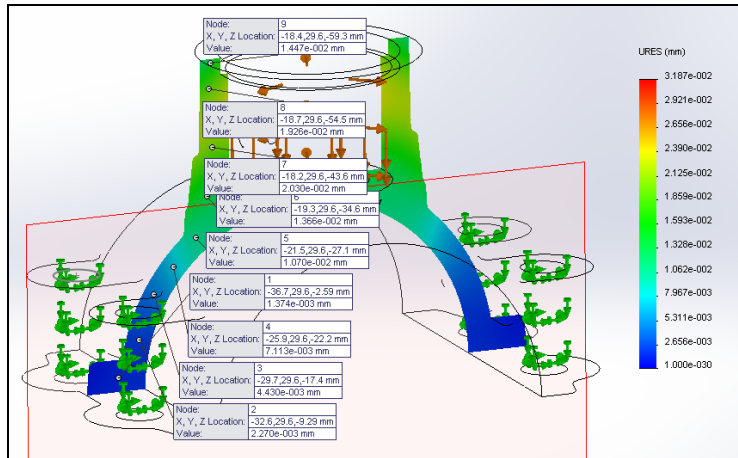 Node: 9
X, Y, Z Location: -18.4,29.6,-59.3 mm
Value: 1.447e-002 mm
Node: 8
X, Y, Z Location: -18.7,29.6,-54.5 mm
Value: 1.926e-002 mm
Node: 7
X, Y, Z Location: -18.2,29.6,-43.6 mm
Value: 2.030e-002 mm
6
X, Y, Z Location: -19.3,29.6,-34.6 mm
Value: 1.366e-002 mm
Node: 5
X, Y, Z Location: -21.5,29.6,-27.1 mm
Value: 1.070e-002 mm
Node: 1
X, Y, Z Location: -36.7,29.6,-2.59 mm
Value: 1.374e-003 mm
Node: 4
X, Y, Z Location: -25.9,29.6,-22.2 mm
Value: 7.113e-003 mm
Node: 3
X, Y, Z Location: -29.7,29.6,-17.4 mm
Value: 4.430e-003 mm
Node: 2
X, Y, Z Location: -32.6,29.6,-9.29 mm
Value: 2.270e-003 mm
URES (mm)
3.187e-002
2.921e-002
2.656e-002
2.390e-002
2.125e-002
1.859e-002
1.593e-002
1.328e-002
1.062e-002
7.967e-003
5.311e-003
2.656e-003
1.000e-030